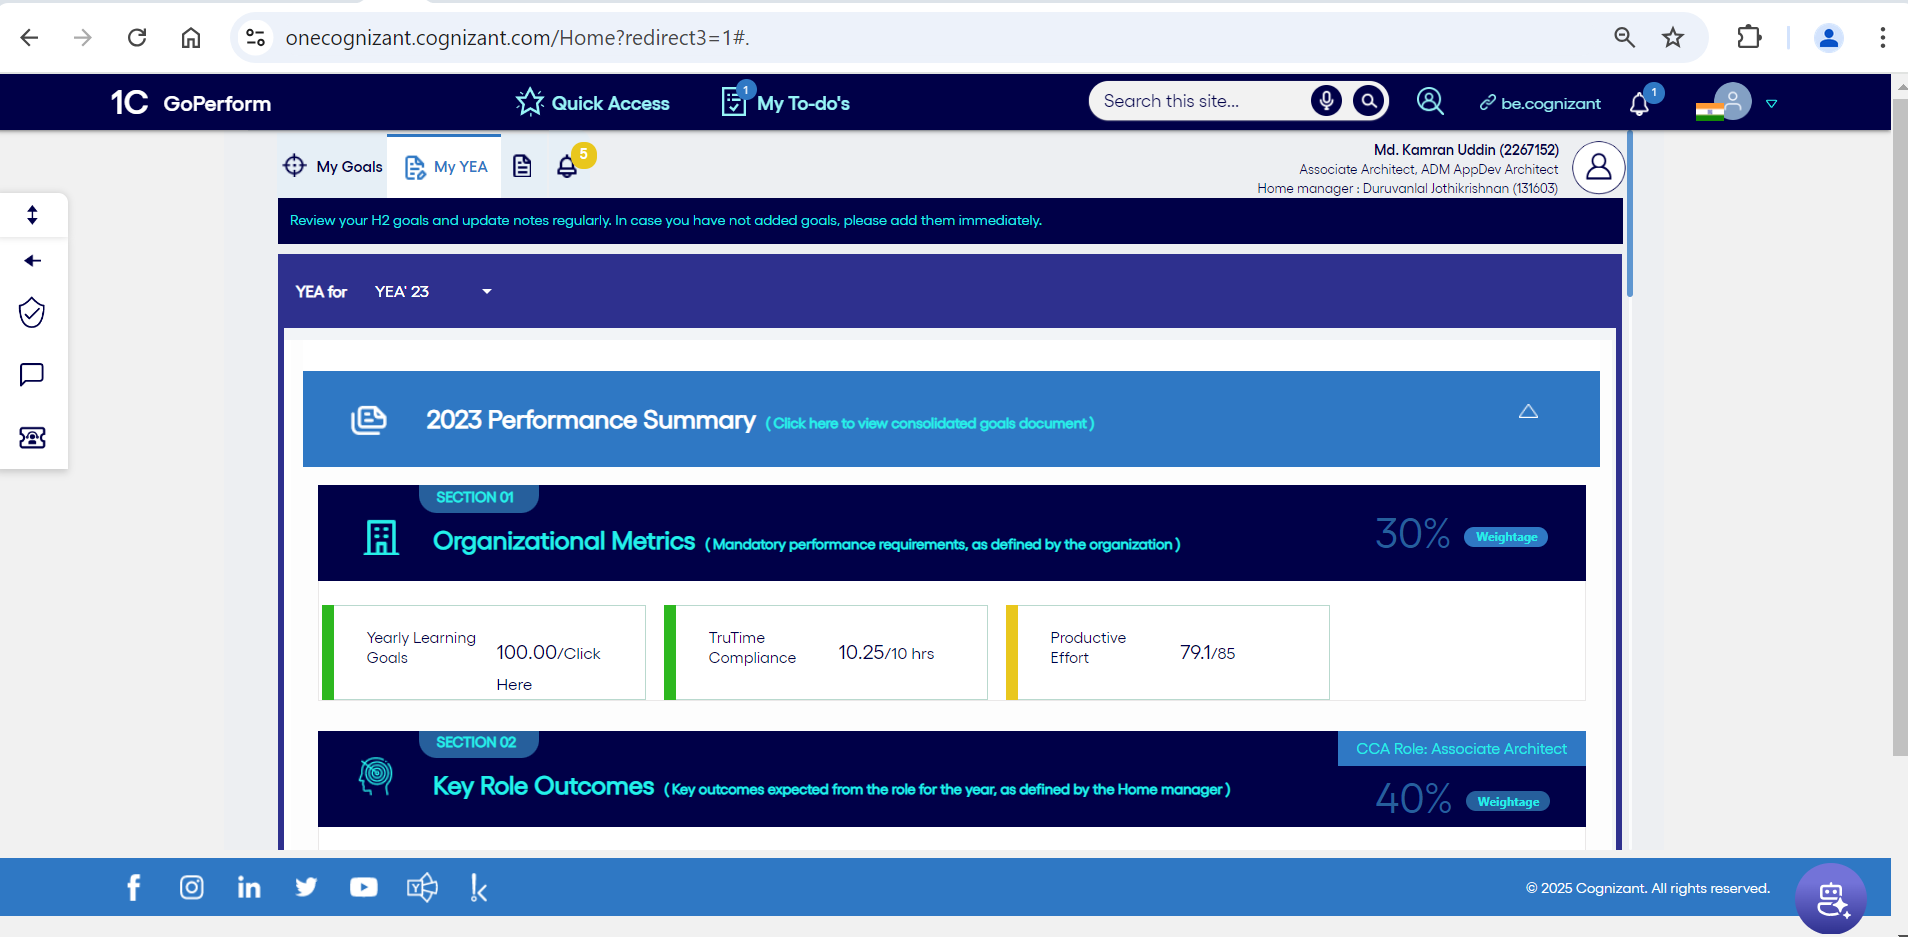 onecognizant.cognizant.com/Home?redirect3=1#.
1C GoPerform
Quick Access
1
My To-do's
Search this site...
be.cognizant
1
My Goals
My YEA
5
Md. Kamran Uddin (2267152)
Associate Architect, ADM AppDev Architect
Home manager : Duruvanlal Jothikrishnan (131603)
Review your H2 goals and update notes regularly. In case you have not added goals, please add them immediately.
YEA for YEA' 23
2023 Performance Summary ( Click here to view consolidated goals document )
SECTION 01
Organizational Metrics ( Mandatory performance requirements, as defined by the organization )
30% Weightage
Yearly Learning
Goals
100.00/Click
Here
TruTime
Compliance
10.25/10 hrs
Productive
Effort
79.1/85
SECTION 02
CCA Role: Associate Architect
Key Role Outcomes ( Key outcomes expected from the role for the year, as defined by the Home manager )
40% Weightage
© 2025 Cognizant. All rights reserved.